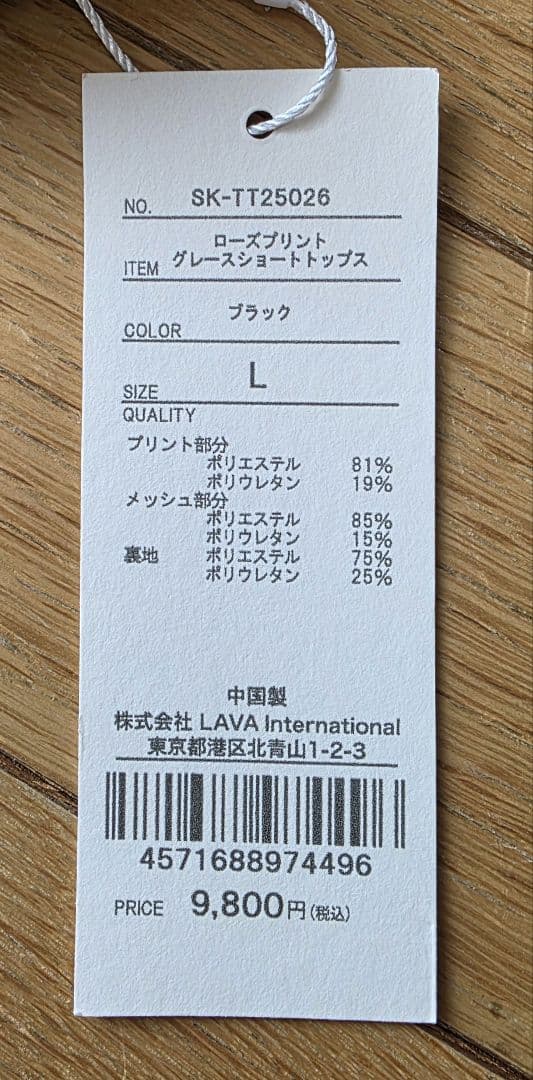 NO. SK-TT25026
ローズプリント
ITEM グレースショートトップス
COLOR ブラック
SIZE L
QUALITY
プリント部分
ポリエステル 81%
ポリウレタン 19%
メッシュ部分
ポリエステル 85%
ポリウレタン 15%
裏地 ポリエステル 75%
ポリウレタン 25%
中国製
株式会社 LAVA International
東京都港区北青山1-2-3
4571688974496
PRICE 9,800円(税込)